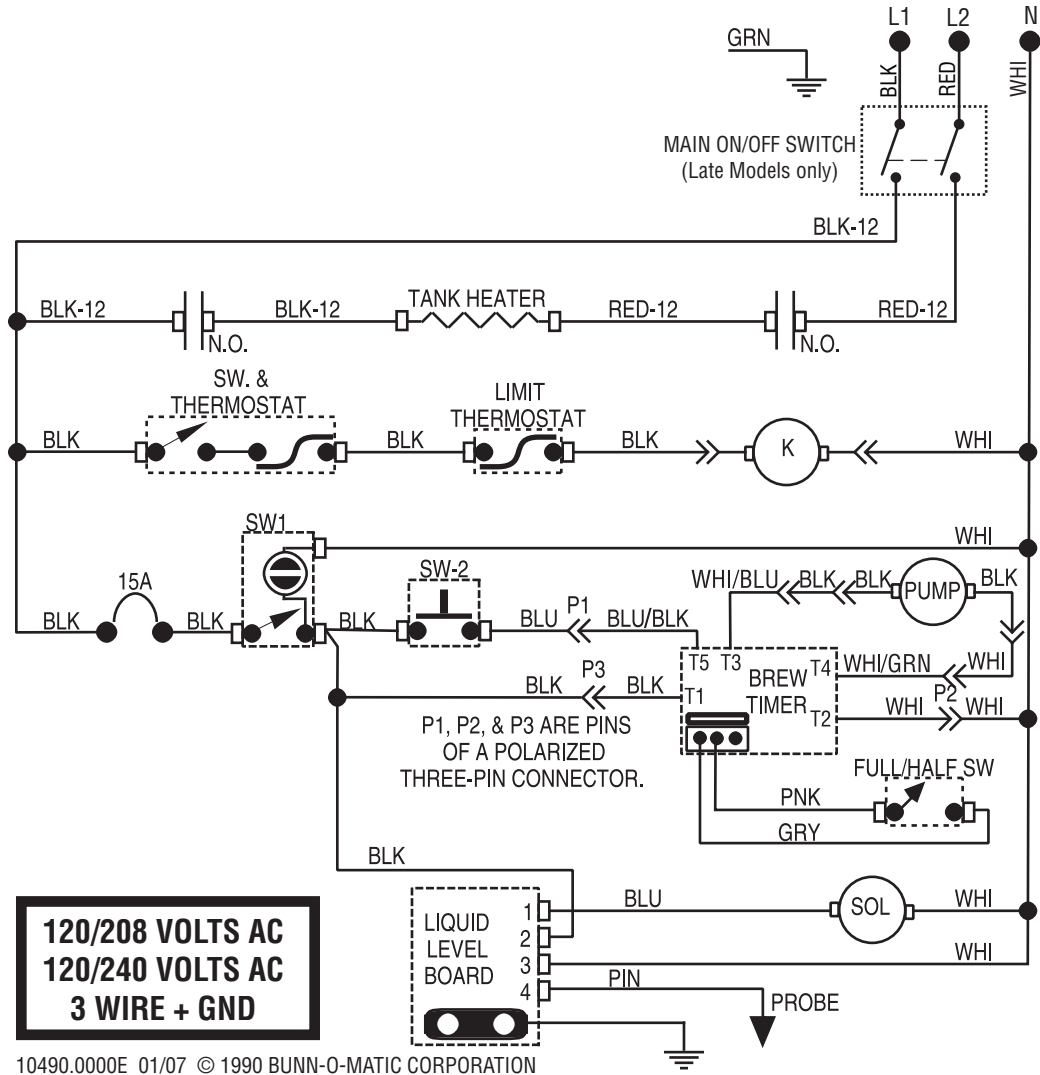 L1
L2
N
GRN
BLK
RED
WHI
MAIN ON/OFF SWITCH
(Late Models only)
BLK-12
BLK-12
BLK-12
TANK HEATER
RED-12
RED-12
N.O.
N.O.
SW. &
THERMOSTAT
LIMIT
THERMOSTAT
BLK
BLK
BLK
K
WHI
SW1
WHI
15A
SW-2
WHI/BLU
BLK
BLK
PUMP
BLK
BLK
BLK
BLK
BLU
P1
BLU/BLK
T5
T3
T4
WHI/GRN
WHI
BREW
TIMER
P3
BLK
BLK
T1
T2
WHI
P2
WHI
P1, P2, & P3 ARE PINS
OF A POLARIZED
THREE-PIN CONNECTOR.
FULL/HALF SW
PNK
GRY
BLK
LIQUID
LEVEL
BOARD
1
2
3
4
BLU
SOL
WHI
WHI
PIN
PROBE
120/208 VOLTS AC
120/240 VOLTS AC
3 WIRE + GND
10490.0000E 01/07 © 1990 BUNN-O-MATIC CORPORATION